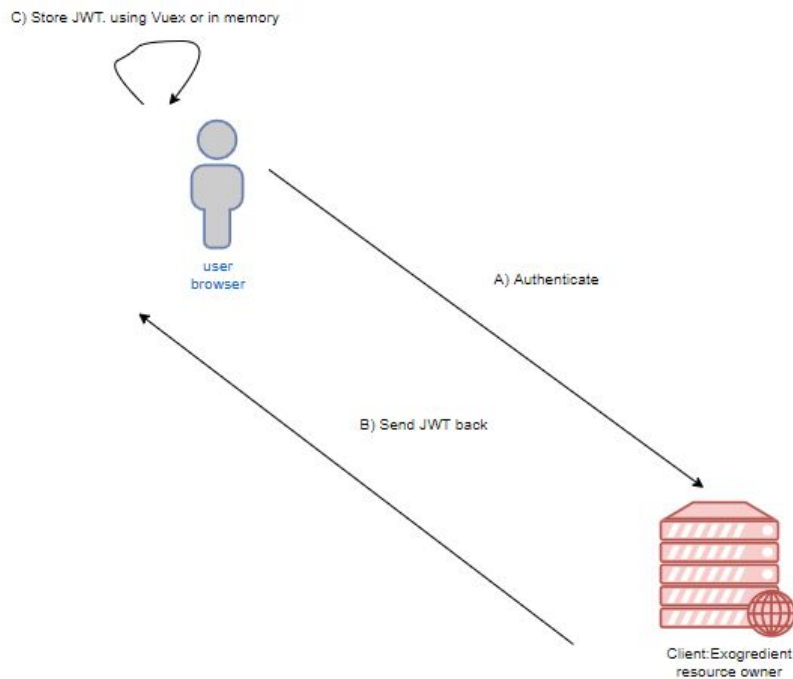 C) Store JWT. using Vuex or in memory
user
browser
A) Authenticate
B) Send JWT back
Client:Exogredient
resource owner